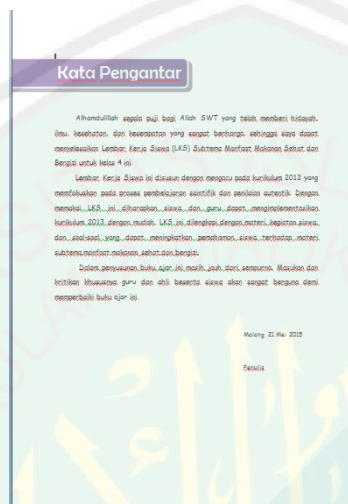 Kata Pengantar
Alhamdulillah segala puji bagi Allah SWT yang telah memberi hidayah,
ilmu, kesehatan, dan kesempatan yang sangat berharga, sehingga saya dapat
menyelesaikan Lembar Kerja Siswa (LKS) Subtema Manfaat Makanan Sehat dan
Bergizi untuk kelas 4 ini.
Lembar Kerja Siswa ini disusun dengan mengacu pada kurikulum 2013 yang
memfokuskan pada proses pembelajaran saintifik dan penilaian autentik. Dengan
memakai LKS ini diharapkan siswa dan guru dapat mengimplementasikan
kurikulum 2013 dengan mudah. LKS ini dilengkapi dengan materi, kegiatan siswa,
dan soal-soal yang dapat meningkatkan pemahaman siswa terhadap materi
subtema manfaat makanan sehat dan bergizi.
Dalam penyusunan buku ajar ini masih jauh dari sempurna. Masukan dan
kritikan khususnya guru dan ahli beserta siswa akan sangat berguna demi
memperbaiki buku ajar ini.
Malang, 21 Mei 2015
Penulis